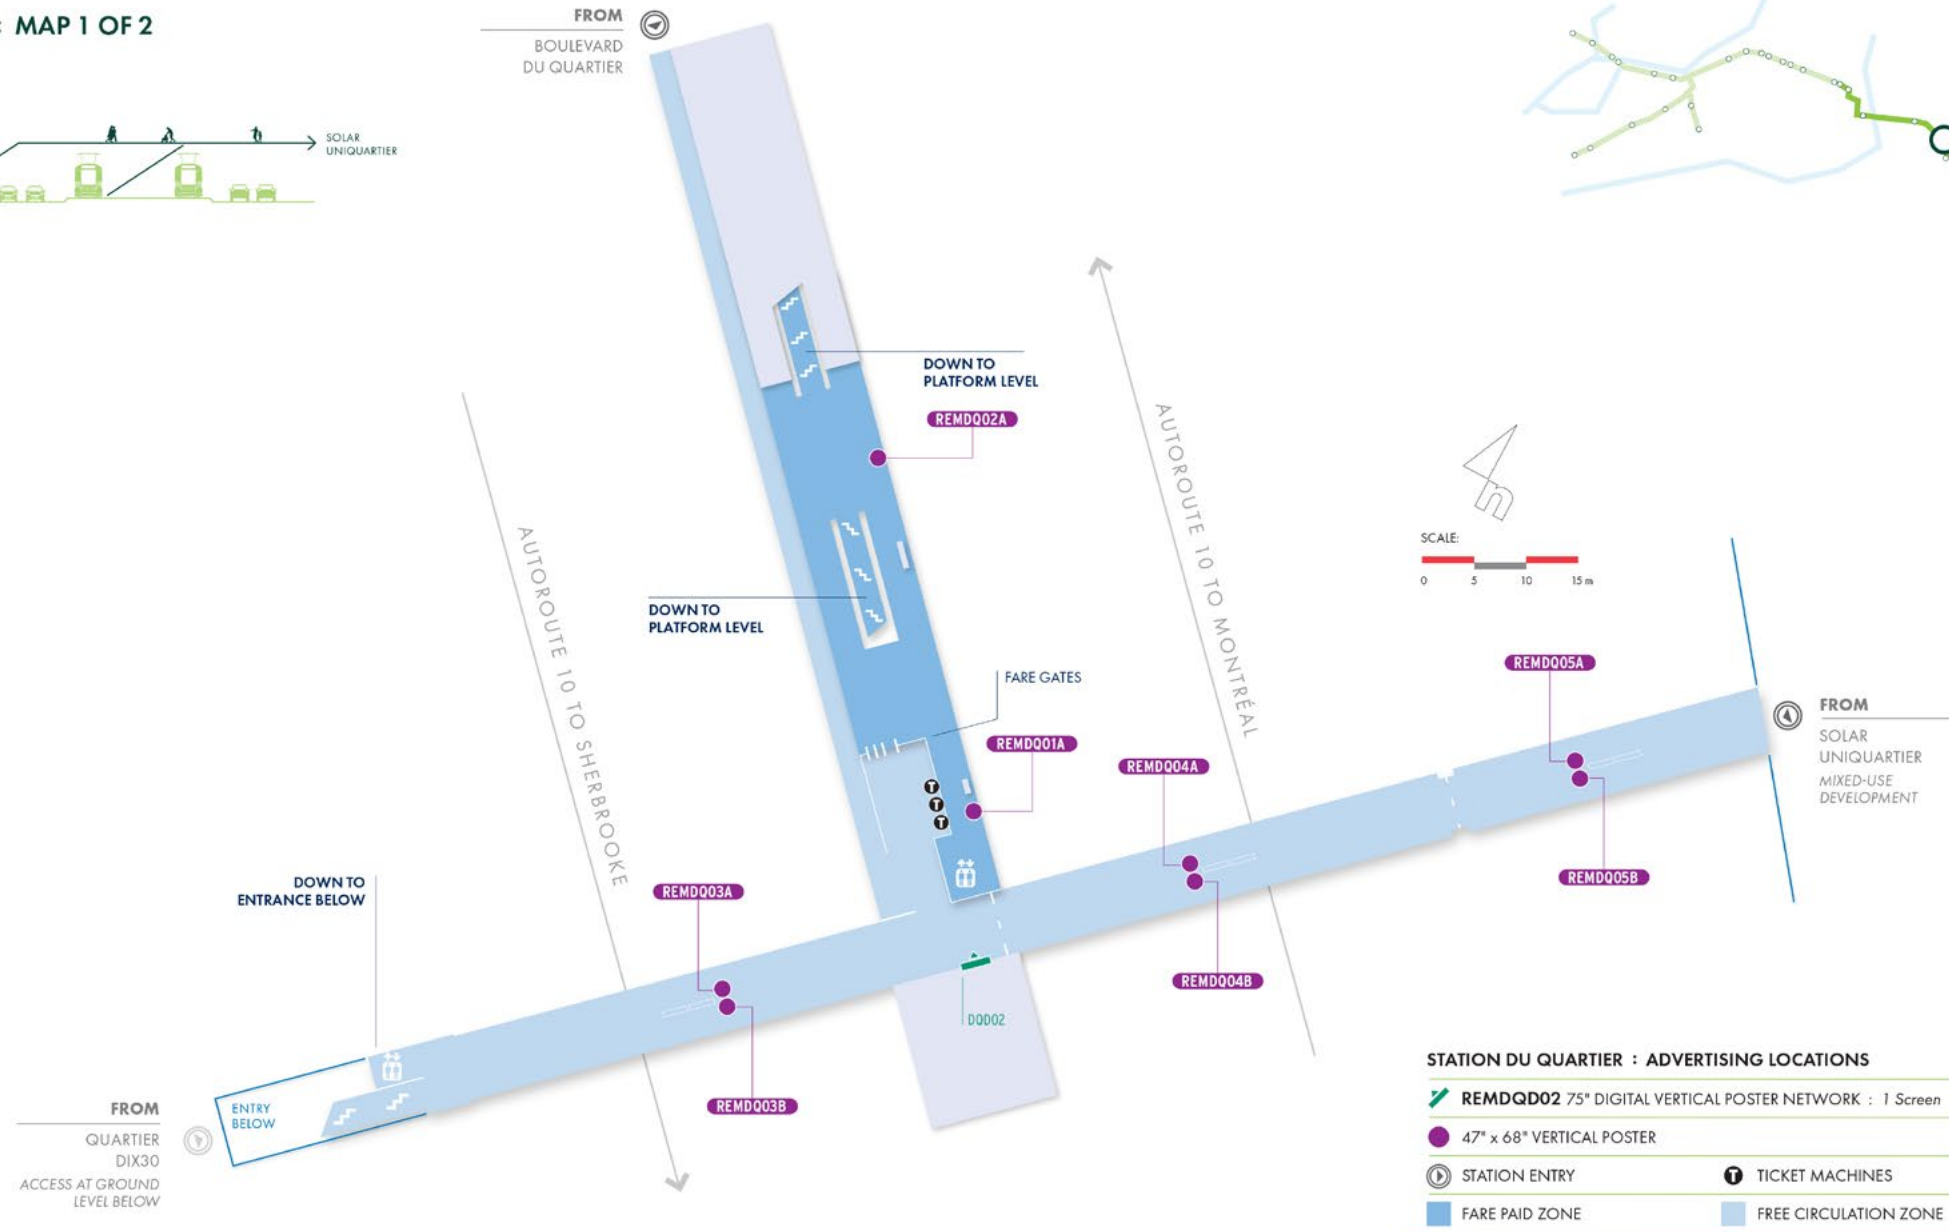 : MAP 1 OF 2
SOLAR
UNIQUARTIER
FROM
BOULEVARD
DU QUARTIER
DOWN TO
PLATFORM LEVEL
REMDQ02A
AUTOROUTE 10 TO MONTRÉAL
AUTOROUTE 10 TO SHERBROOKE
n
SCALE:
0 5 10 15 m
DOWN TO
PLATFORM LEVEL
FARE GATES
REMDQ01A
T
T
T
REMDQ04A
REMDQ05A
FROM
SOLAR
UNIQUARTIER
MIXED-USE
DEVELOPMENT
DOWN TO
ENTRANCE BELOW
REMDQ03A
REMDQ05B
REMDQ04B
DQD02
REMDQ03B
ENTRY
BELOW
FROM
QUARTIER
DIX30
ACCESS AT GROUND
LEVEL BELOW
STATION DU QUARTIER : ADVERTISING LOCATIONS
REMDQD02 75" DIGITAL VERTICAL POSTER NETWORK : 1 Screen
47" x 68" VERTICAL POSTER
STATION ENTRY
T TICKET MACHINES
FARE PAID ZONE
FREE CIRCULATION ZONE